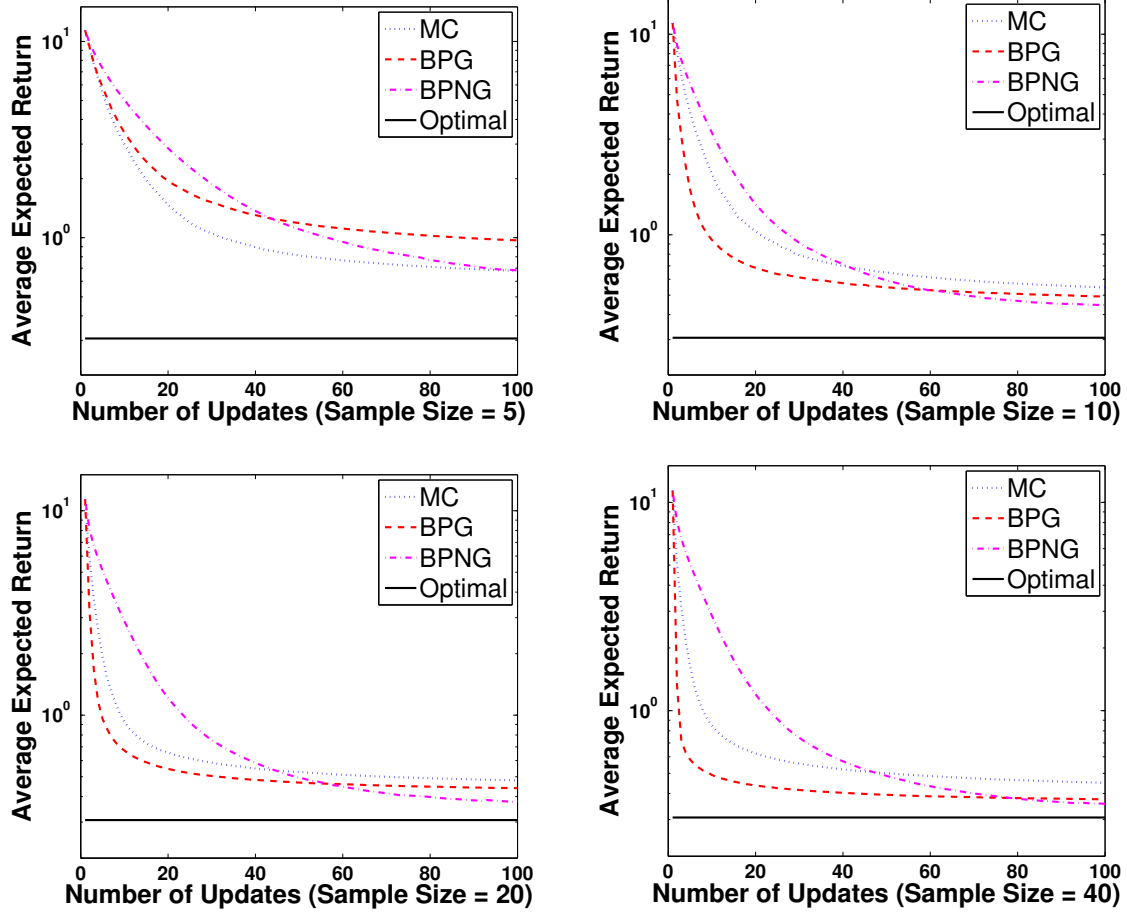 10^1
10^0
Average Expected Return
MC
BPG
BPNG
Optimal
0 20 40 60 80 100
Number of Updates (Sample Size = 5)
10^1
10^0
Average Expected Return
MC
BPG
BPNG
Optimal
0 20 40 60 80 100
Number of Updates (Sample Size = 10)
10^1
10^0
Average Expected Return
MC
BPG
BPNG
Optimal
0 20 40 60 80 100
Number of Updates (Sample Size = 20)
10^1
10^0
Average Expected Return
MC
BPG
BPNG
Optimal
0 20 40 60 80 100
Number of Updates (Sample Size = 40)